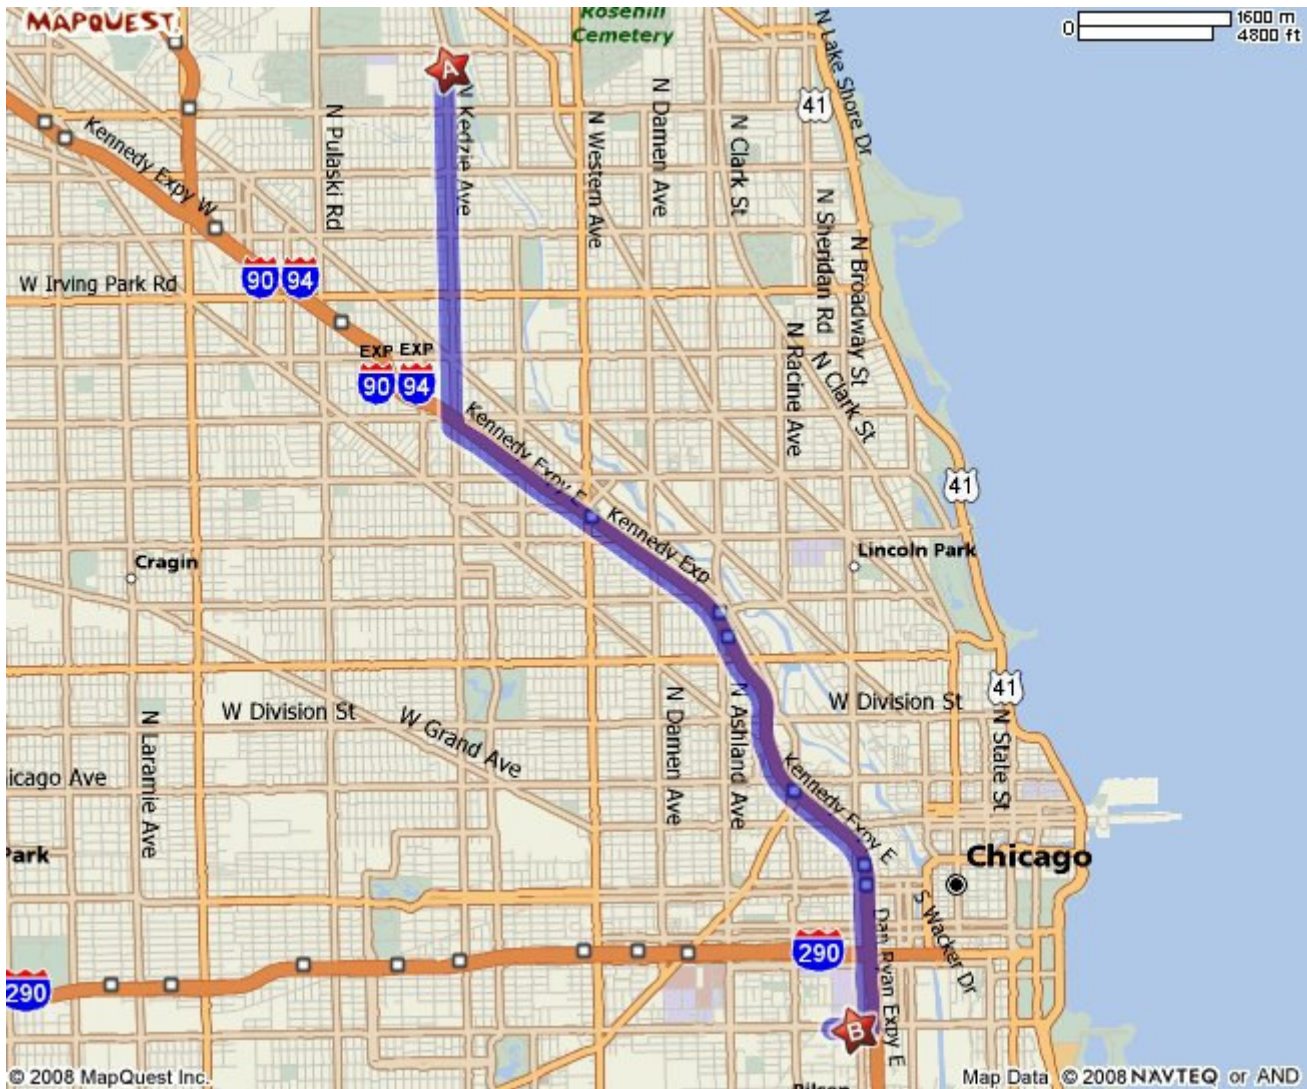 MAPQUEST
Rosehill
Cemetery
0
1600 m
4800 ft
A
N Lake Shore Dr
41
N Kedzie Ave
N Pulaski Rd
N Western Ave
N Damen Ave
N Clark St
Kennedy Expy W
N Sheridan Rd
N Broadway St
W Irving Park Rd
90
94
N Racine Ave
N Clark St
EXP EXP
90
94
Kennedy Expy E
41
Kennedy Exp
Lincoln Park
Cragin
41
W Division St
W Division St
N Laramie Ave
W Grand Ave
N Damen Ave
N Ashland Ave
N State St
icago Ave
Kennedy Expy E
Park
Chicago
S Wacker Dr
Dan Ryan Expy E
290
290
B
© 2008 MapQuest Inc.
Map Data © 2008 NAVTEQ or AND